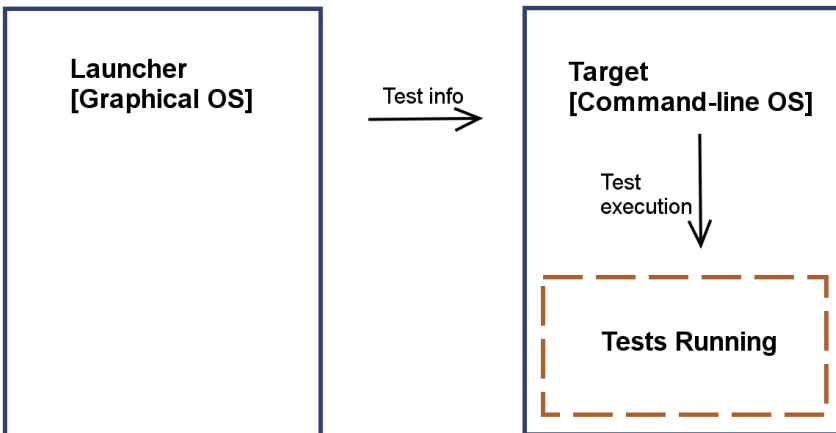 Launcher
[Graphical OS]
Test info
Target
[Command-line OS]
Test
execution
Tests Running